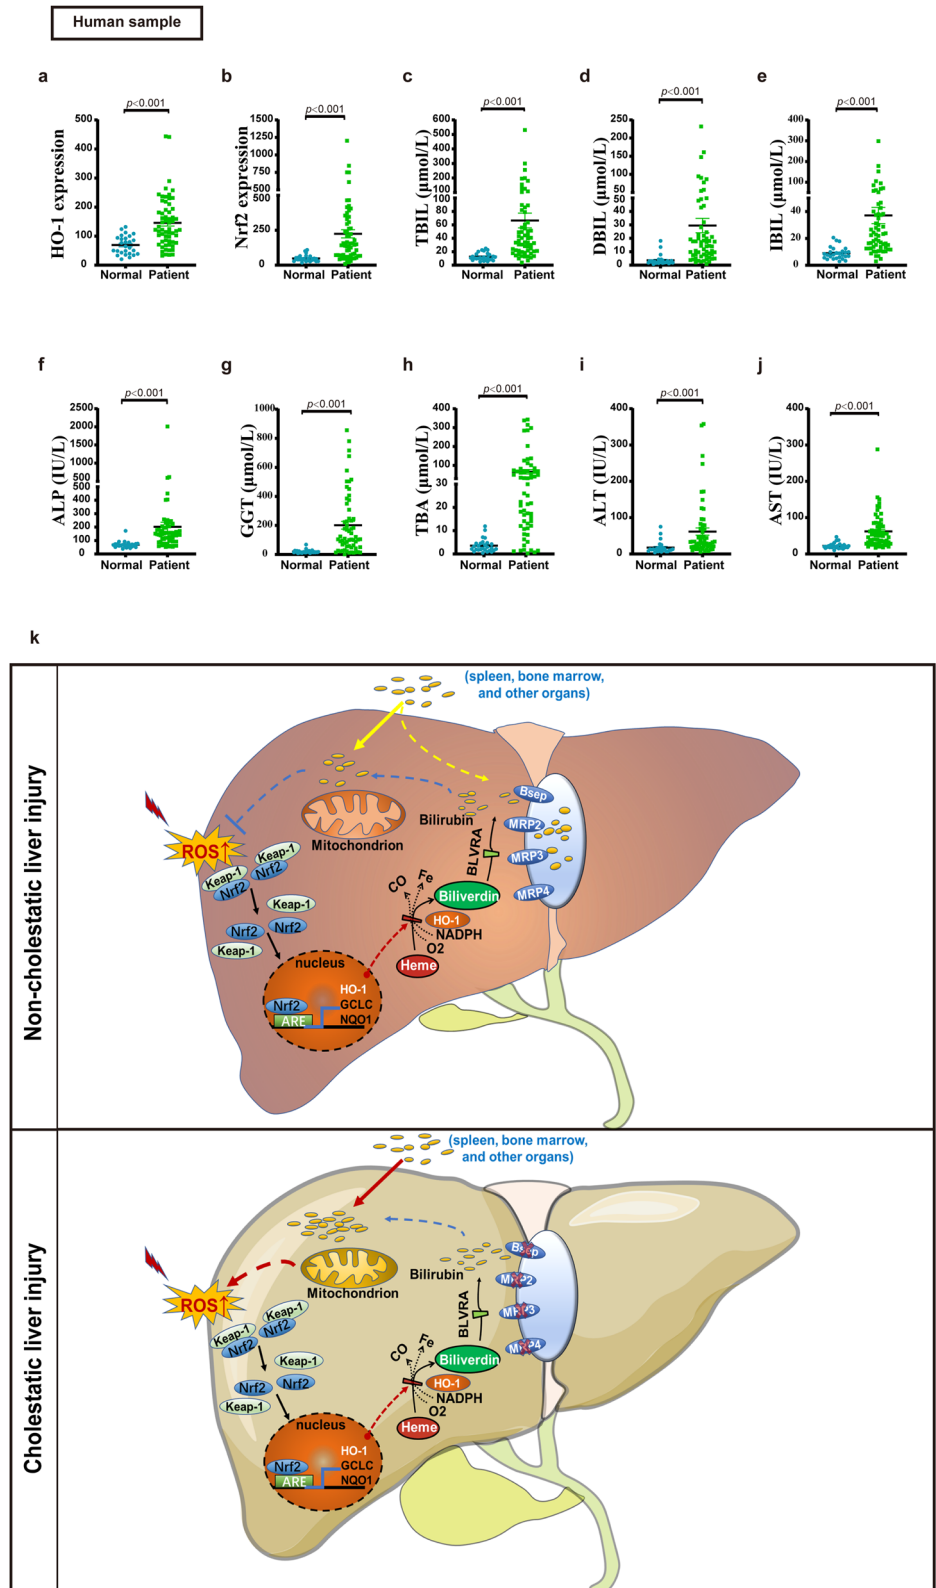 Human sample
a
b
c
d
e
p<0.001
p<0.001
p<0.001
p<0.001
p<0.001
HO-1 expression
500
400
300
200
100
0
Normal Patient
Nrf2 expression
1500
1250
1000
750
500
500
250
0
Normal Patient
TBIL (μmol/L)
600
500
400
300
200
100
100
80
60
40
20
0
Normal Patient
DBIL (μmol/L)
250
200
150
100
50
50
40
30
20
10
0
Normal Patient
IBIL (μmol/L)
400
300
200
100
40
20
0
Normal Patient
f
g
h
i
j
p<0.001
p<0.001
p<0.001
p<0.001
p<0.001
ALP (IU/L)
2500
2000
1500
1000
500
500
400
300
200
100
0
Normal Patient
GGT (μmol/L)
1000
800
600
400
200
0
Normal Patient
TBA (μmol/L)
400
300
200
100
30
20
10
0
Normal Patient
ALT (IU/L)
400
300
200
100
0
Normal Patient
AST (IU/L)
400
300
200
100
0
Normal Patient
k
Non-cholestatic liver injury
(spleen, bone marrow,
and other organs)
Mitochondrion
Bilirubin
Bsep
MRP2
MRP3
MRP4
BLVRA
ROS↑
Keap-1
Nrf2
Keap-1
Nrf2
Keap-1
Nrf2
Nrf2
Keap-1
CO
Fe
Biliverdin
HO-1
NADPH
O2
Heme
nucleus
HO-1
GCLC
NQO1
Nrf2
ARE
Cholestatic liver injury
(spleen, bone marrow,
and other organs)
Mitochondrion
Bilirubin
Bsep
MRP2
MRP3
MRP4
BLVRA
ROS↑
Keap-1
Nrf2
Keap-1
Nrf2
Keap-1
Nrf2
Nrf2
Keap-1
CO
Fe
Biliverdin
HO-1
NADPH
O2
Heme
nucleus
HO-1
GCLC
NQO1
Nrf2
ARE